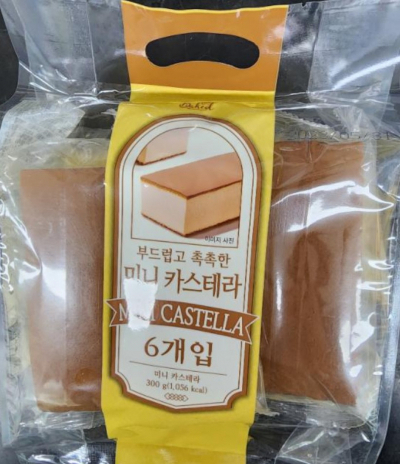 이미지 사진
부드럽고 촉촉한
미니 카스테라
MINI CASTELLA
6개입
미니 카스테라
300 g(1,056 kcal)